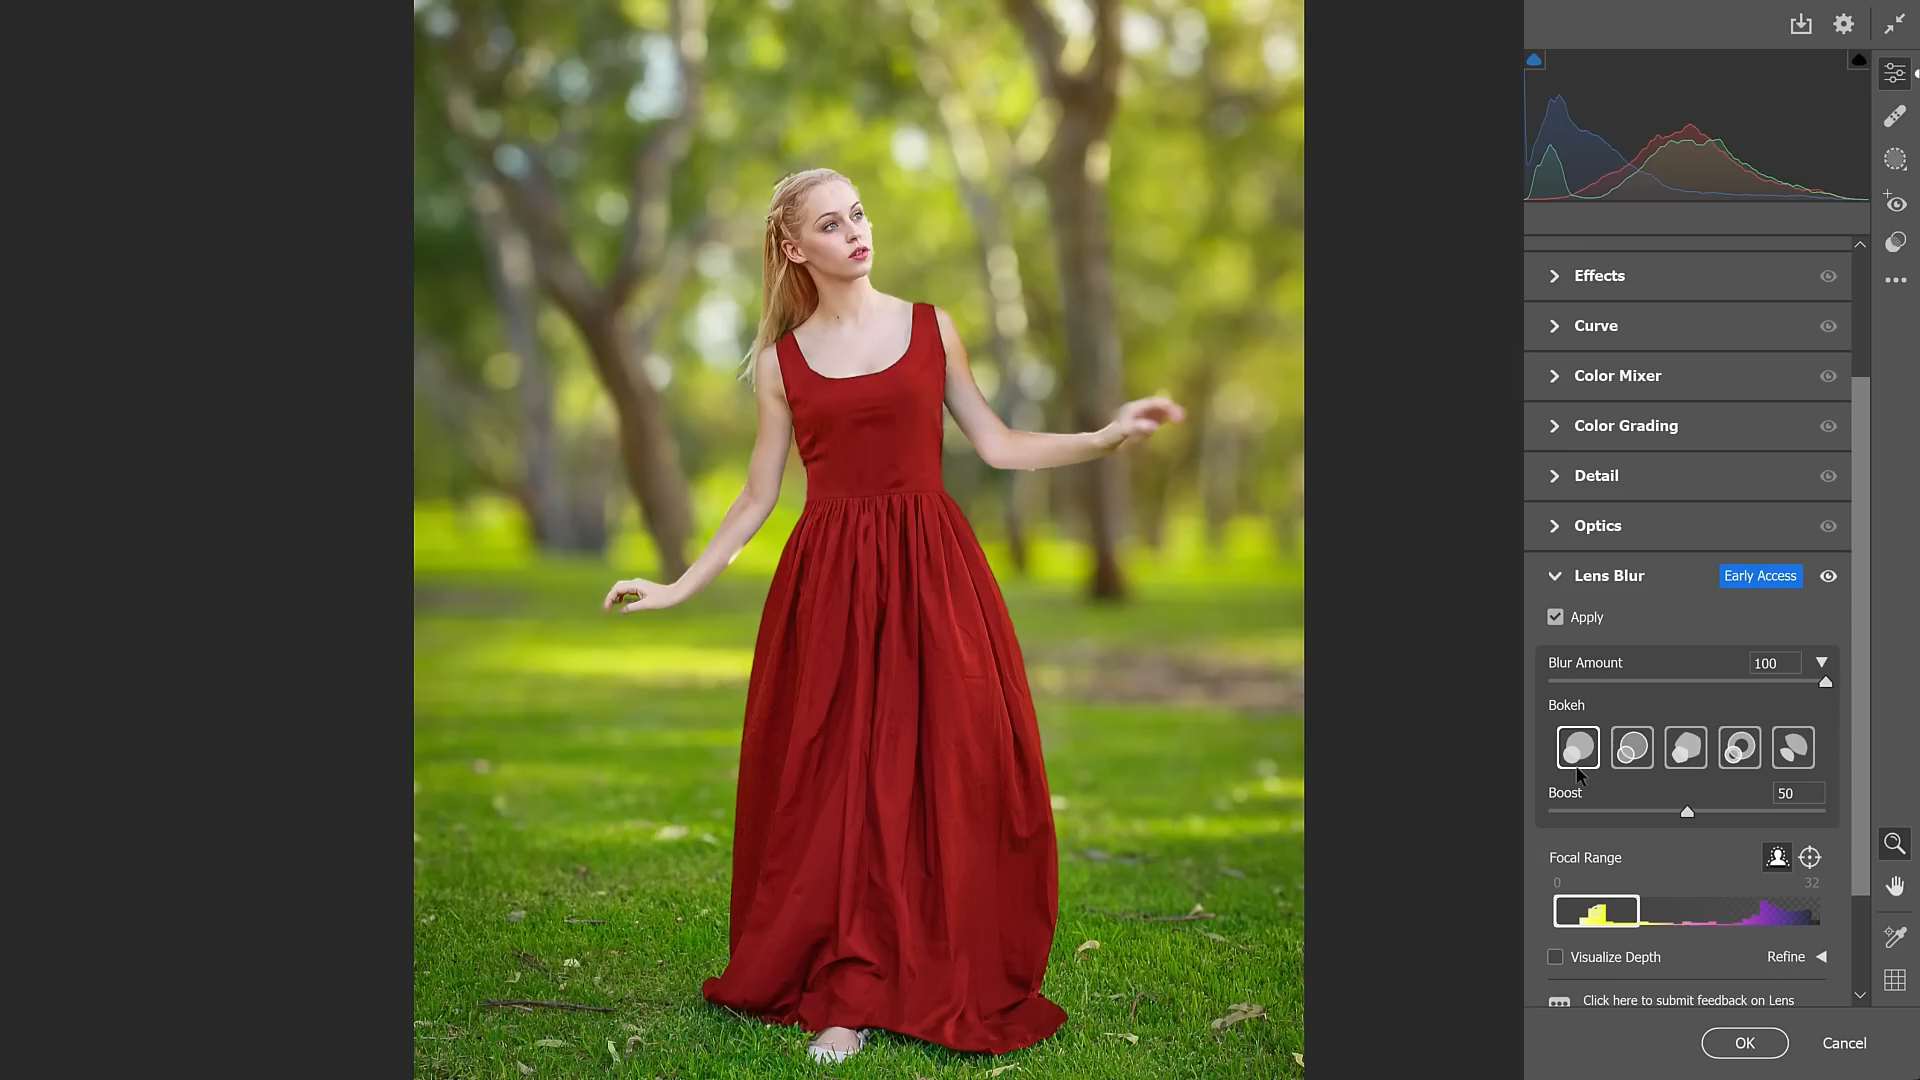 Effects
Curve
Color Mixer
Color Grading
Detail
Optics
Lens Blur Early Access
Apply
Blur Amount 100
Bokeh
Boost 50
Focal Range
0 32
Visualize Depth Refine
Click here to submit feedback on Lens
OK Cancel